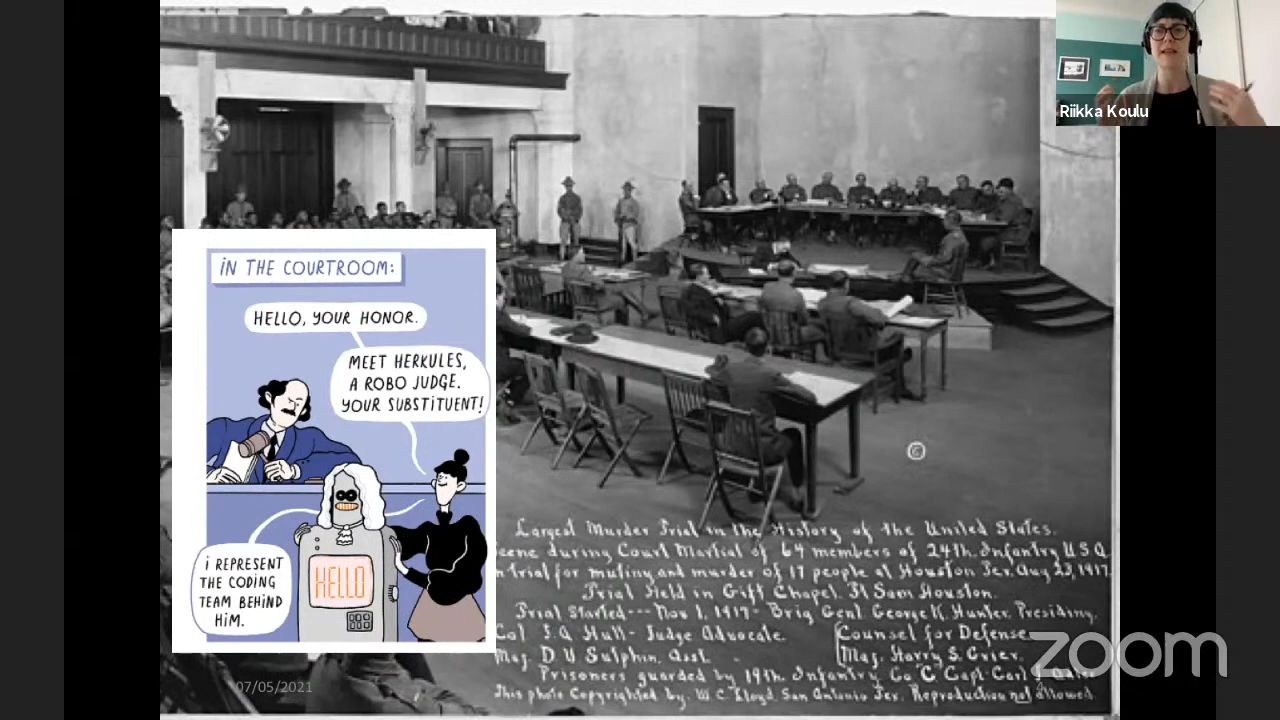 Riikka Koulu
IN THE COURTROOM:
HELLO, YOUR HONOR.
MEET HERKULES,
A ROBO JUDGE.
YOUR SUBSTITUENT!
I REPRESENT
THE CODING
TEAM BEHIND
HIM.
HELLO
©
Largest Murder Trial in the History of the United States.
during Court Martial of 64 members of 24th Infantry U S A
trial for mutiny and murder of 17 people at Houston Tex. Aug 23, 1917
Trial Held in Gift Chapel. Ft Sam Houston.
Trial Started --- Nov 1, 1917 - Brig Genl. George K. Hunter, Presiding.
Col J. A Hull - Judge Advocate.
Counsel for Defense
Maj. D V Sulphin, Asst.
Maj. Harry S. Grier.
Prisoners guarded by 19th Infantry Co "C" Capt Carl J
This photo Copyrighted by W. C. Lloyd San Antonio Tex. Reproduction not allowed.
07/05/2021
zoom